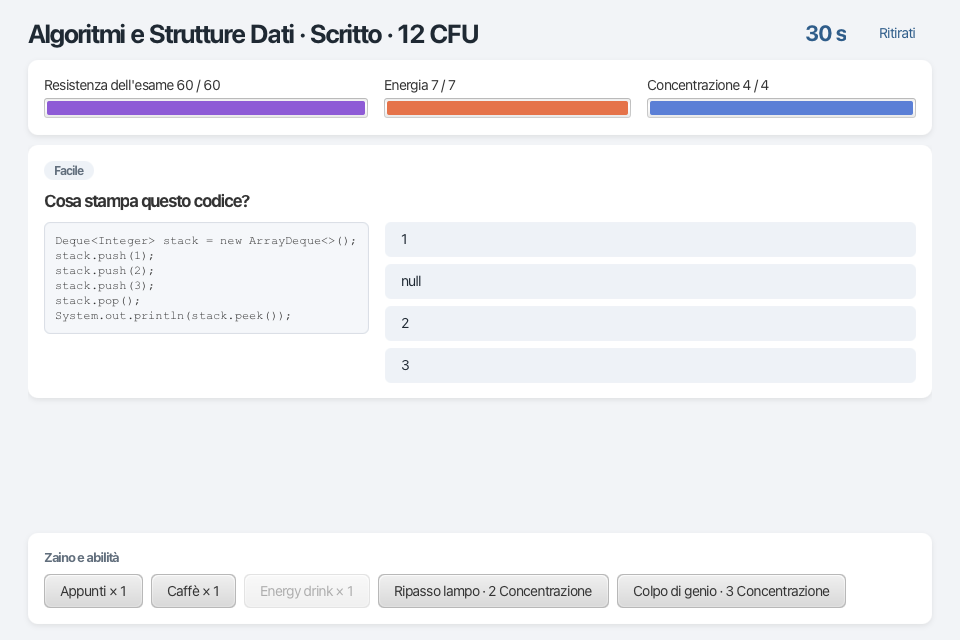 Algoritmi e Strutture Dati · Scritto · 12 CFU
30 s
Ritirati
Resistenza dell'esame 60 / 60
Energia 7 / 7
Concentrazione 4 / 4
Facile
Cosa stampa questo codice?
Deque<Integer> stack = new ArrayDeque<>();
stack.push(1);
stack.push(2);
stack.push(3);
stack.pop();
System.out.println(stack.peek());
1
null
2
3
Zaino e abilità
Appunti × 1
Caffè × 1
Energy drink × 1
Ripasso lampo · 2 Concentrazione
Colpo di genio · 3 Concentrazione